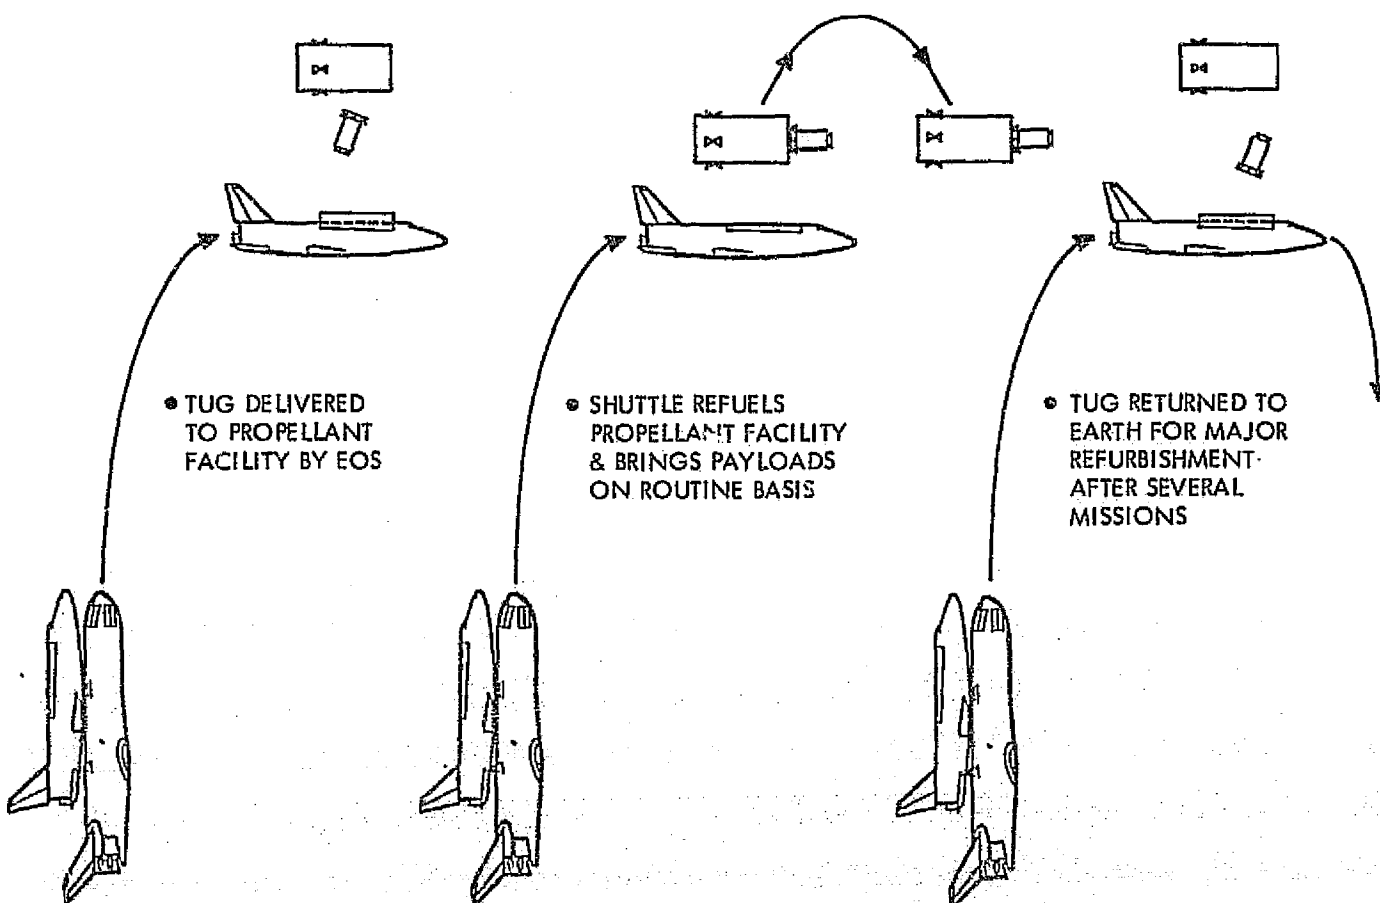 • TUG DELIVERED
TO PROPELLANT
FACILITY BY EOS
• SHUTTLE REFUELS
PROPELLANT FACILITY
& BRINGS PAYLOADS
ON ROUTINE BASIS
• TUG RETURNED TO
EARTH FOR MAJOR
REFURBISHMENT
AFTER SEVERAL
MISSIONS